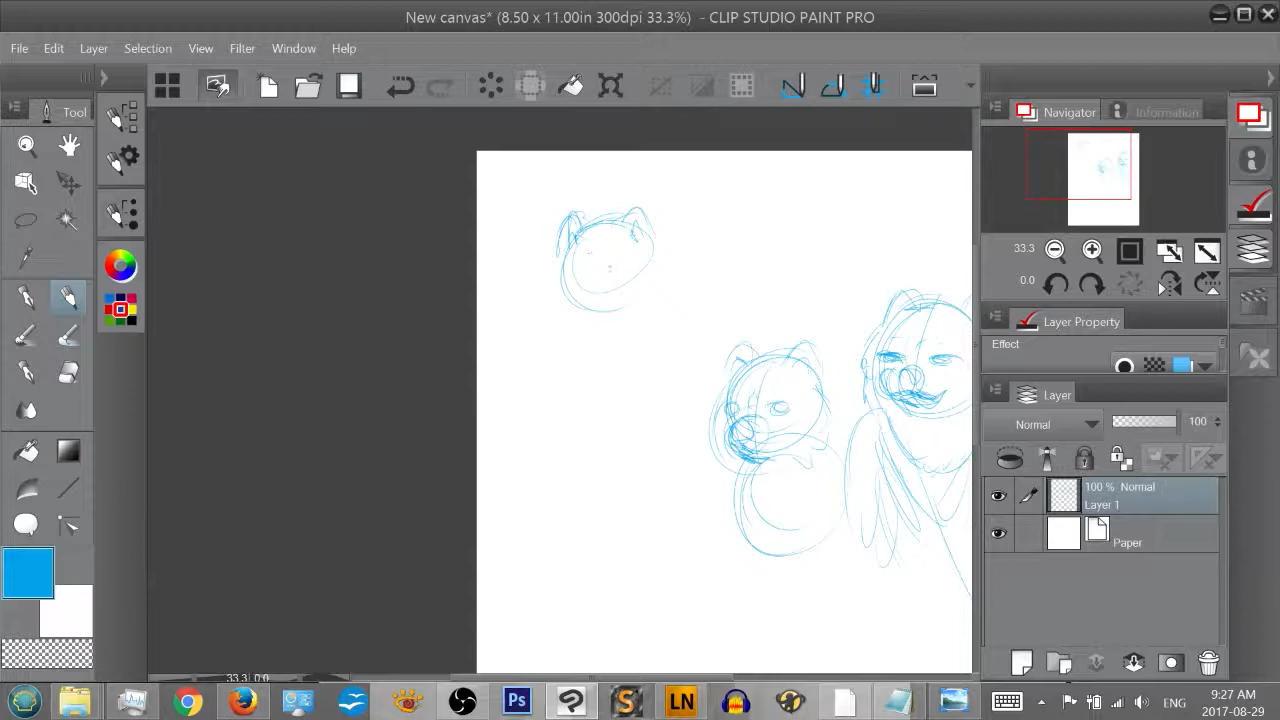 New canvas* (8.50 x 11.00in 300dpi 33.3%) - CLIP STUDIO PAINT PRO
File Edit Layer Selection View Filter Window Help
Tool
Navigator Information
33.3
0.0
Layer Property
Effect
Layer
Normal 100
100 % Normal
Layer 1
Paper
33.3 0.0
Ps
S
LN
ENG
9:27 AM
2017-08-29